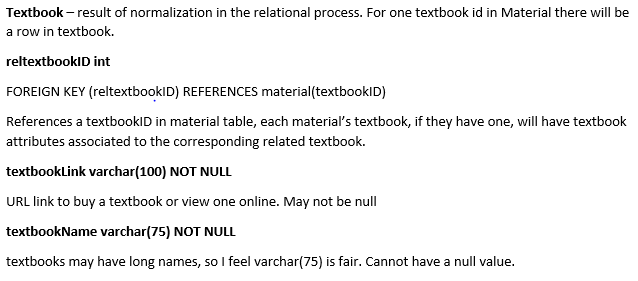 Textbook – result of normalization in the relational process. For one textbook id in Material there will be
a row in textbook.
reltextbookID int
FOREIGN KEY (reltextbookID) REFERENCES material(textbookID)
References a textbookID in material table, each material's textbook, if they have one, will have textbook
attributes associated to the corresponding related textbook.
textbookLink varchar(100) NOT NULL
URL link to buy a textbook or view one online. May not be null
textbookName varchar(75) NOT NULL
textbooks may have long names, so I feel varchar(75) is fair. Cannot have a null value.